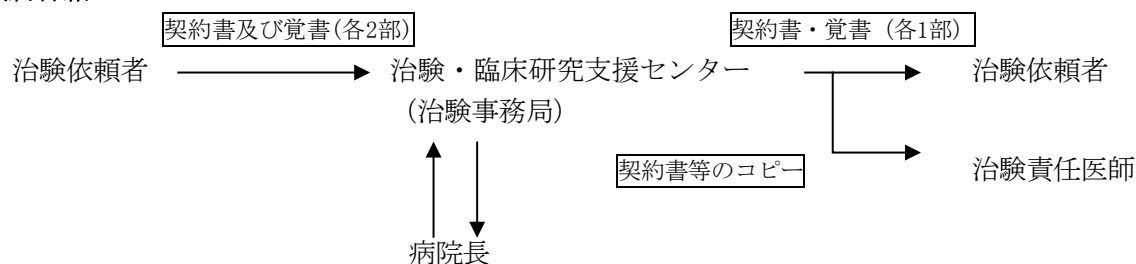 契約書及び覚書(各2部)
契約書・覚書（各1部）
治験依頼者
治験・臨床研究支援センター
治験依頼者
（治験事務局）
契約書等のコピー
治験責任医師
病院長